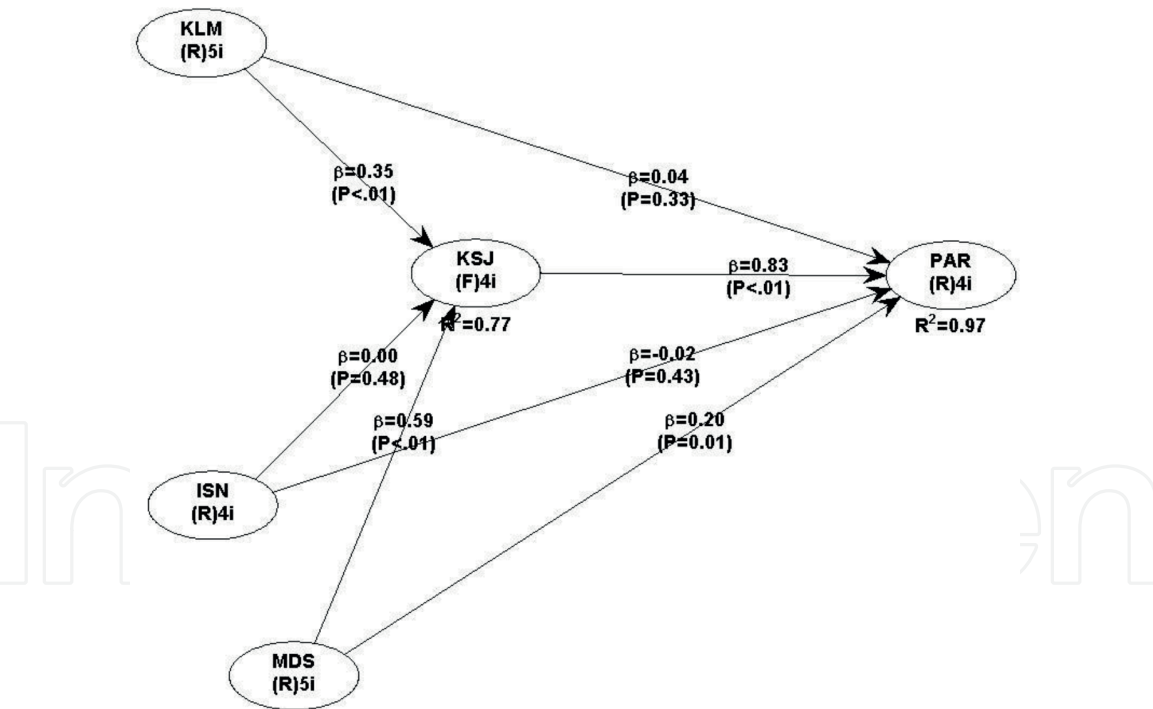 KLM
(R)5i
β=0.35
(P<.01)
β=0.04
(P=0.33)
KSJ
(F)4i
R²=0.77
β=0.83
(P<.01)
PAR
(R)4i
R²=0.97
β=0.00
(P=0.48)
β=-0.02
(P=0.43)
β=0.59
(P<.01)
β=0.20
(P=0.01)
ISN
(R)4i
MDS
(R)5i